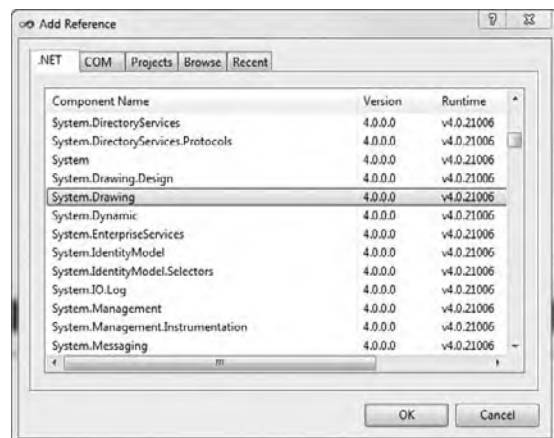 Add Reference
.NET COM Projects Browse Recent
Component Name Version Runtime
System.DirectoryServices 4.0.0.0 v4.0.21006
System.DirectoryServices.Protocols 4.0.0.0 v4.0.21006
System 4.0.0.0 v4.0.21006
System.Drawing.Design 4.0.0.0 v4.0.21006
System.Drawing 4.0.0.0 v4.0.21006
System.Dynamic 4.0.0.0 v4.0.21006
System.EnterpriseServices 4.0.0.0 v4.0.21006
System.IdentityModel 4.0.0.0 v4.0.21006
System.IdentityModel.Selectors 4.0.0.0 v4.0.21006
System.IO.Log 4.0.0.0 v4.0.21006
System.Management 4.0.0.0 v4.0.21006
System.Management.Instrumentation 4.0.0.0 v4.0.21006
System.Messaging 4.0.0.0 v4.0.21006
OK Cancel